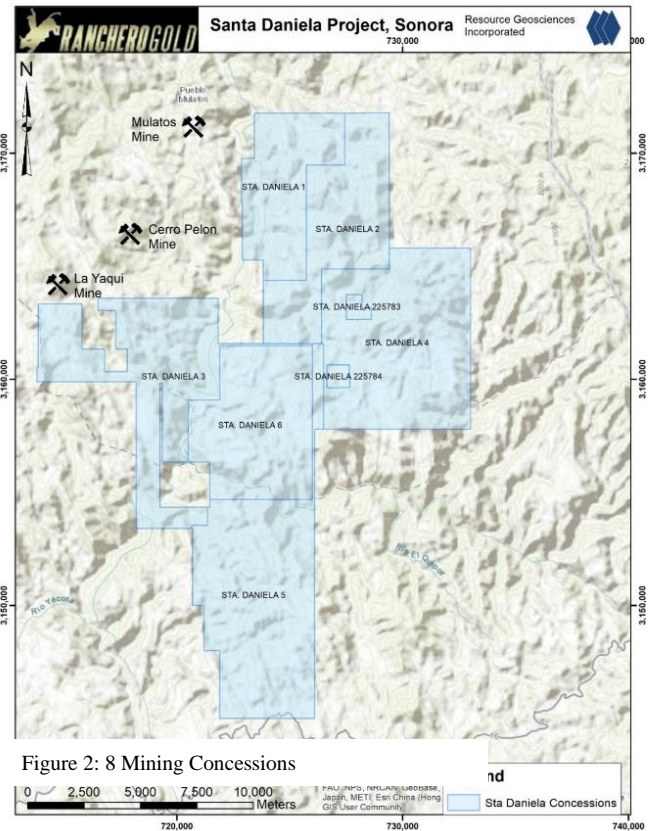 RANCHEROGOLD
Santa Daniela Project, Sonora
Resource Geosciences
Incorporated
730,000
000
N
Pueblo
Mulatos
Mulatos
Mine
3,170,000
3,170,000
STA. DANIELA 1
Cerro Pelon
Mine
STA. DANIELA 2
La Yaqui
Mine
STA. DANIELA 225783
STA. DANIELA 4
3,160,000
3,160,000
STA. DANIELA 3
STA. DANIELA 225784
STA. DANIELA 6
Rio El
STA. DANIELA 5
Rio Yecora
3,150,000
3,150,000
Figure 2: 8 Mining Concessions
nd
0 2,500 5,000 7,500 10,000
Meters
FAO, NPS, NRCAN, GeoBase,
Japan, METI, Esri China (Hong
GIS User Community
Sta Daniela Concessions
720,000
730,000
740,000